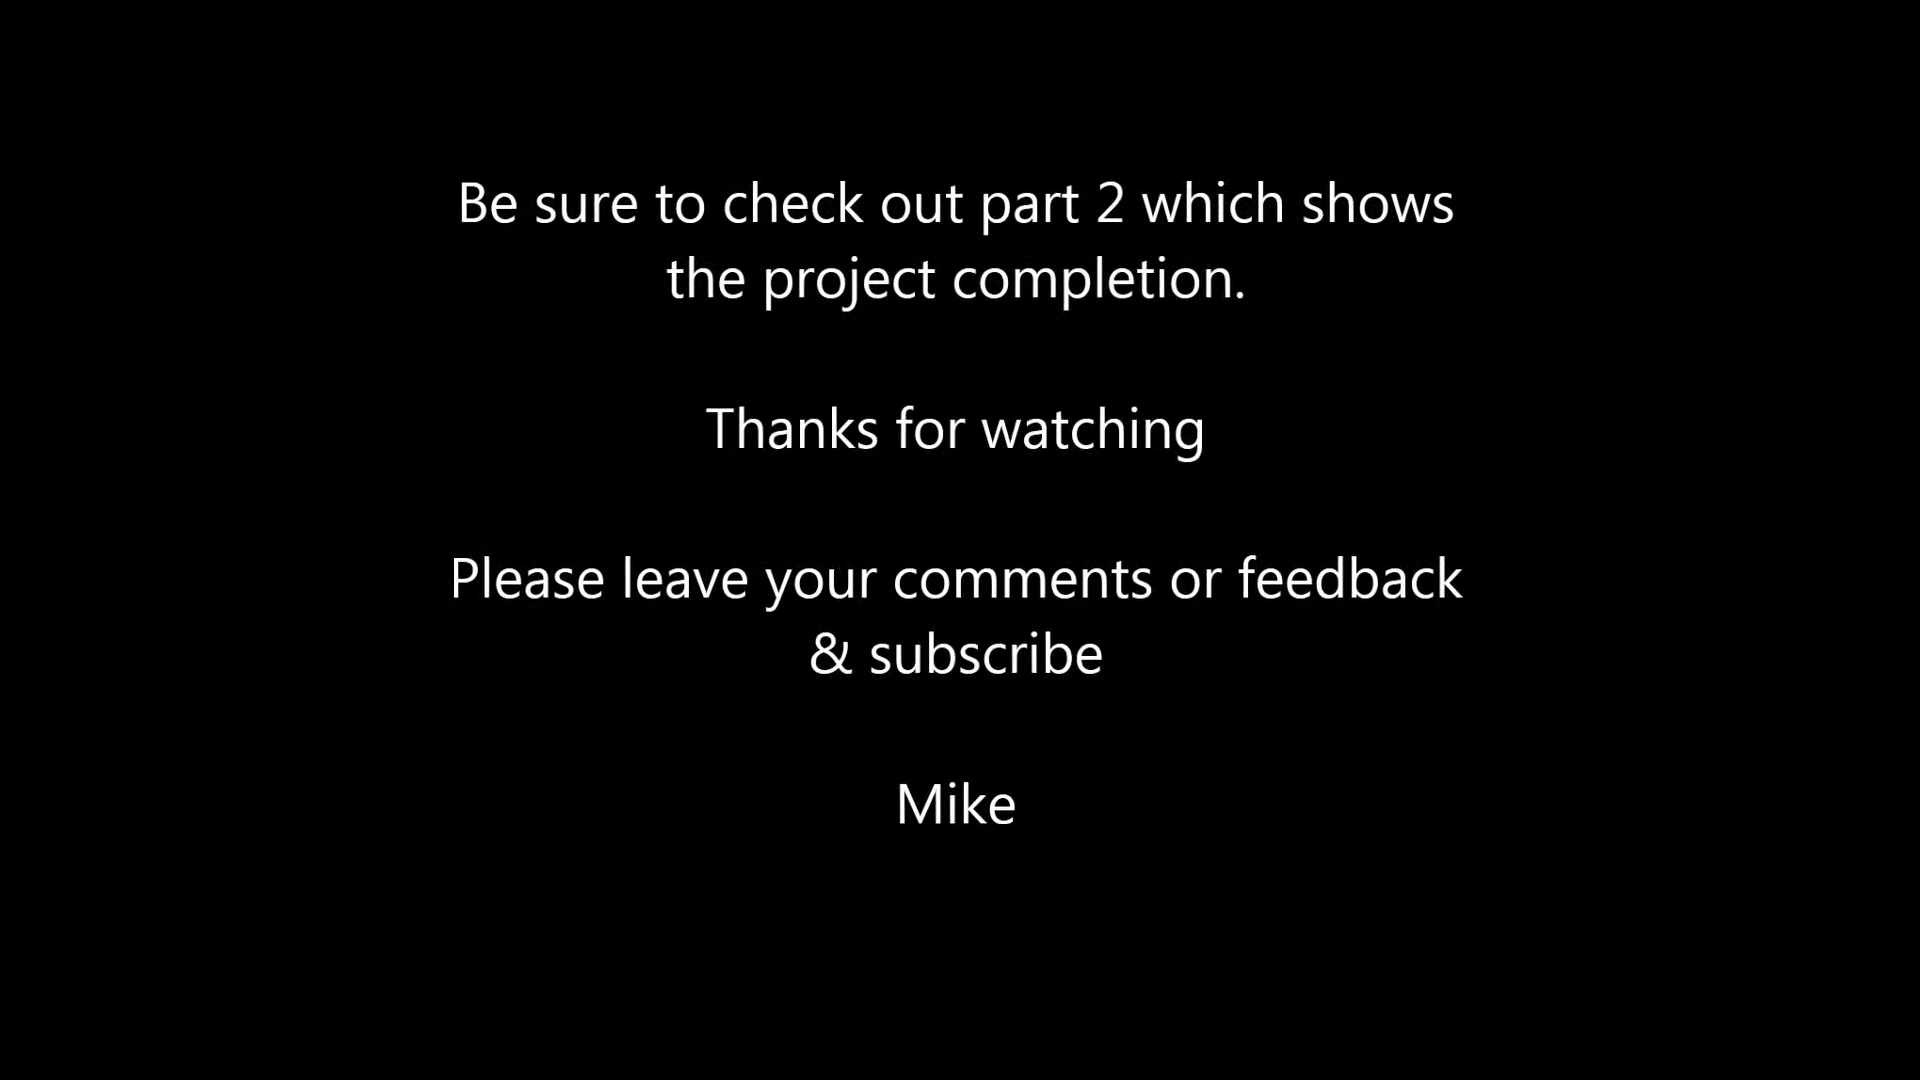 Be sure to check out part 2 which shows
the project completion.
Thanks for watching
Please leave your comments or feedback
& subscribe
Mike